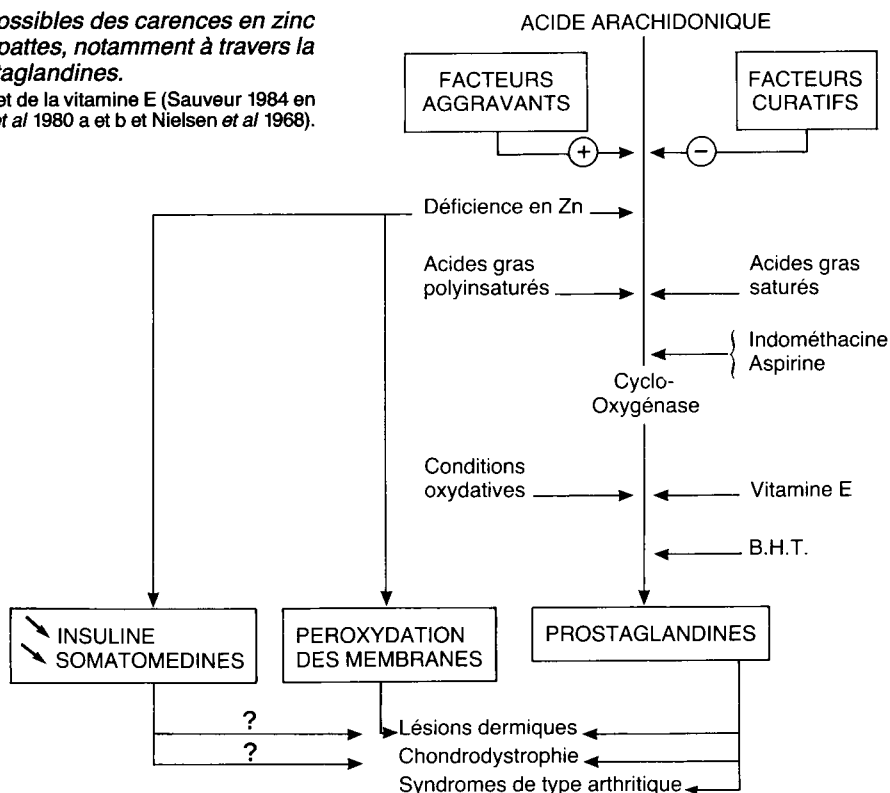 ossibles des carences en zinc
pattes, notamment à travers la
taglandines.
et de la vitamine E (Sauveur 1984 en
et al 1980 a et b et Nielsen et al 1968).
ACIDE ARACHIDONIQUE
FACTEURS
AGGRAVANTS
FACTEURS
CURATIFS
+
−
Déficience en Zn
Acides gras
polyinsaturés
Acides gras
saturés
Indométhacine
Aspirine
Cyclo-
Oxygénase
Conditions
oxydatives
Vitamine E
B.H.T.
INSULINE
SOMATOMEDINES
PEROXYDATION
DES MEMBRANES
PROSTAGLANDINES
?
Lésions dermiques
?
Chondrodystrophie
Syndromes de type arthritique